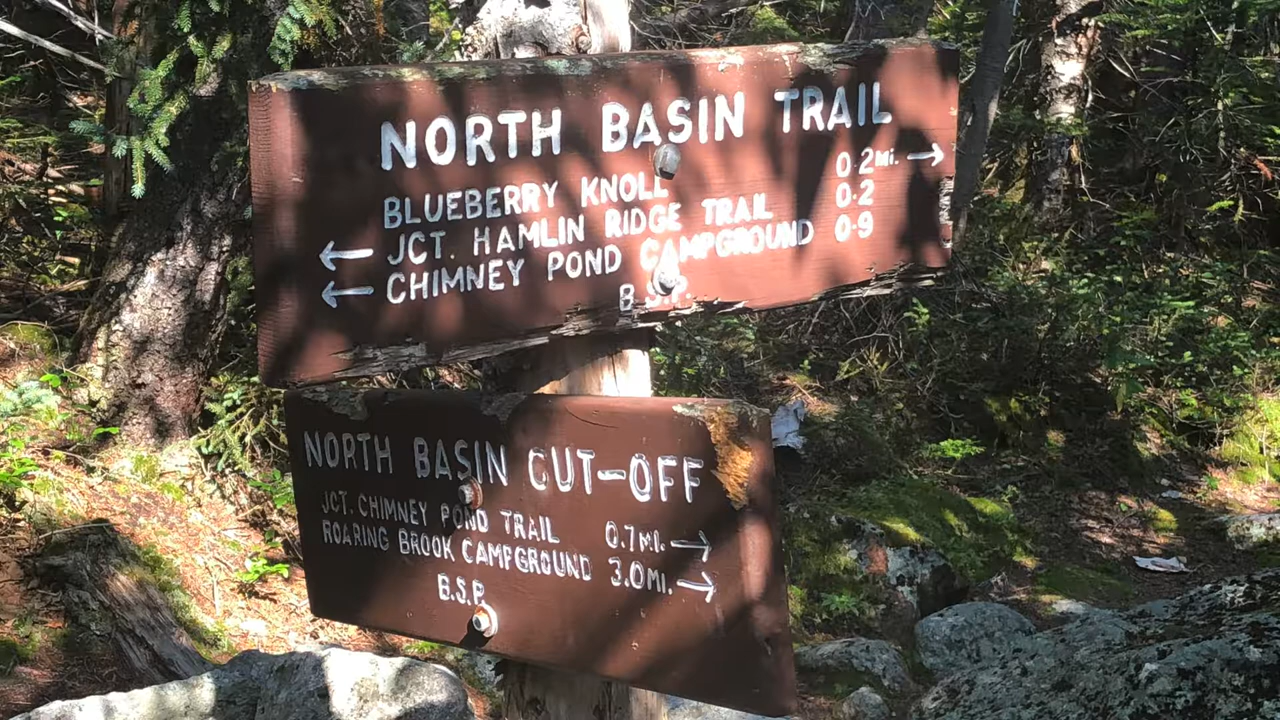 NORTH BASIN TRAIL
BLUEBERRY KNOLL 0.2 MI. →
← JCT. HAMLIN RIDGE TRAIL 0.2
← CHIMNEY POND CAMPGROUND 0.9
B.S.P.
NORTH BASIN CUT-OFF
JCT. CHIMNEY POND TRAIL 0.7 MI. →
ROARING BROOK CAMPGROUND 3.0 MI. →
B.S.P.